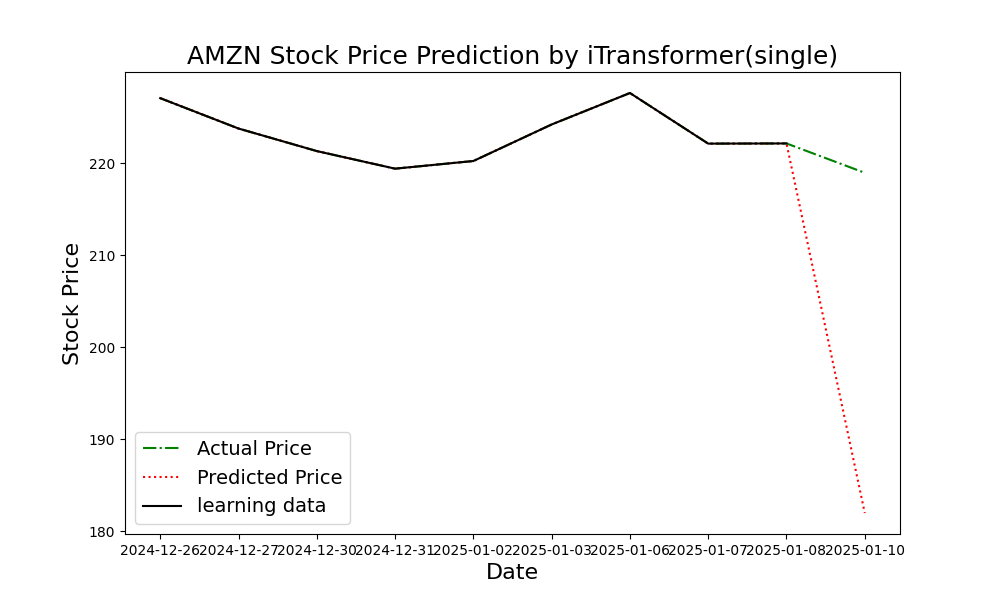 AMZN Stock Price Prediction by iTransformer(single)
Stock Price
220
210
200
190
180
Actual Price
Predicted Price
learning data
2024-12-26 2024-12-27 2024-12-30 2024-12-31 2025-01-02 2025-01-03 2025-01-06 2025-01-07 2025-01-08 2025-01-10
Date